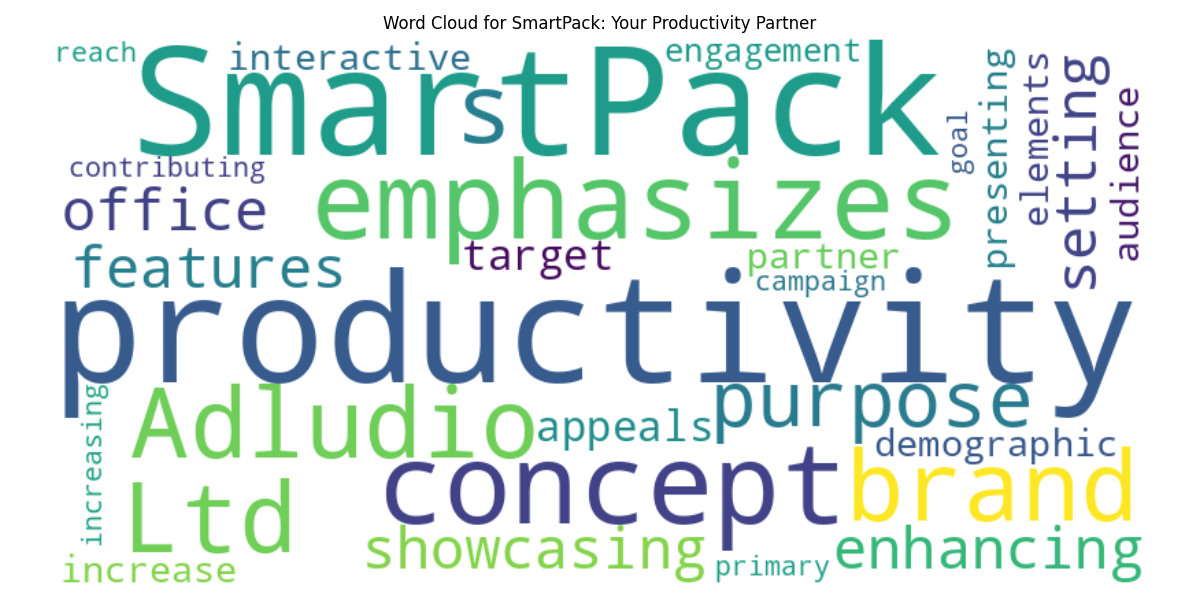 Word Cloud for SmartPack: Your Productivity Partner
reach
interactive
engagement
SmartPack
s
goal
presenting
elements
setting
audience
contributing
emphasizes
office
target
partner
features
campaign
productivity
increasing
Adludio
appeals
purpose
demographic
concept
brand
Ltd
showcasing
enhancing
increase
primary